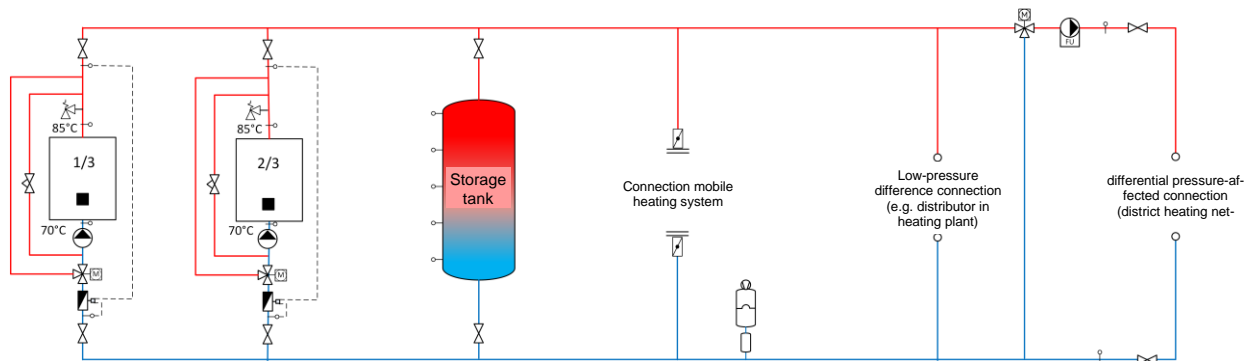 M
FU
85°C
1/3
70°C
M
85°C
2/3
70°C
M
Storage
tank
Connection mobile
heating system
Low-pressure
difference connection
(e.g. distributor in
heating plant)
differential pressure-af-
fected connection
(district heating net-